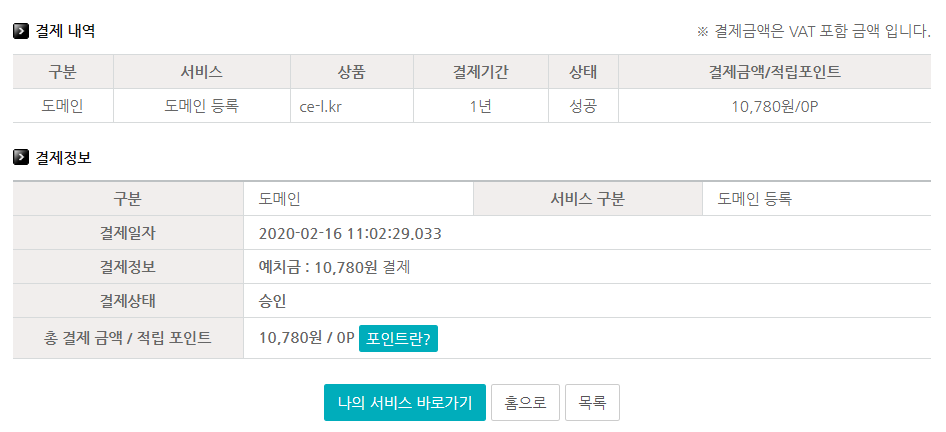 결제 내역
※ 결제금액은 VAT 포함 금액 입니다.
구분 서비스 상품 결제기간 상태 결제금액/적립포인트
도메인 도메인 등록 ce-l.kr 1년 성공 10,780원/0P
결제정보
구분 도메인 서비스 구분 도메인 등록
결제일자 2020-02-16 11:02:29.033
결제정보 예치금 : 10,780원 결제
결제상태 승인
총 결제 금액 / 적립 포인트 10,780원 / 0P 포인트란?
나의 서비스 바로가기 홈으로 목록